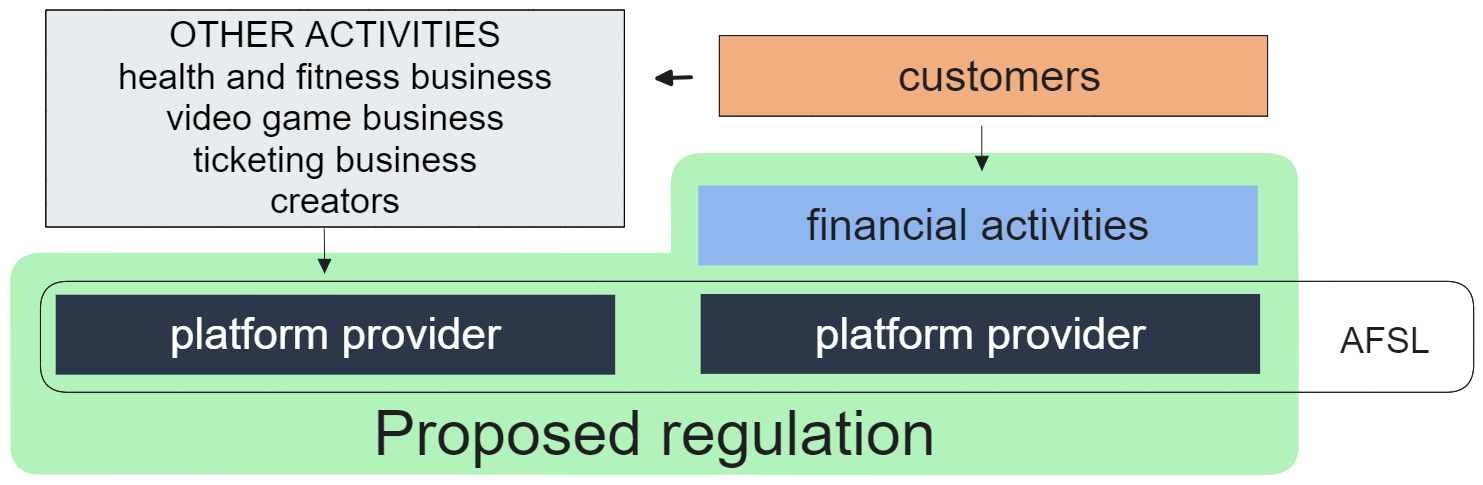 OTHER ACTIVITIES
health and fitness business
video game business
ticketing business
creators
customers
financial activities
platform provider
platform provider
AFSL
Proposed regulation